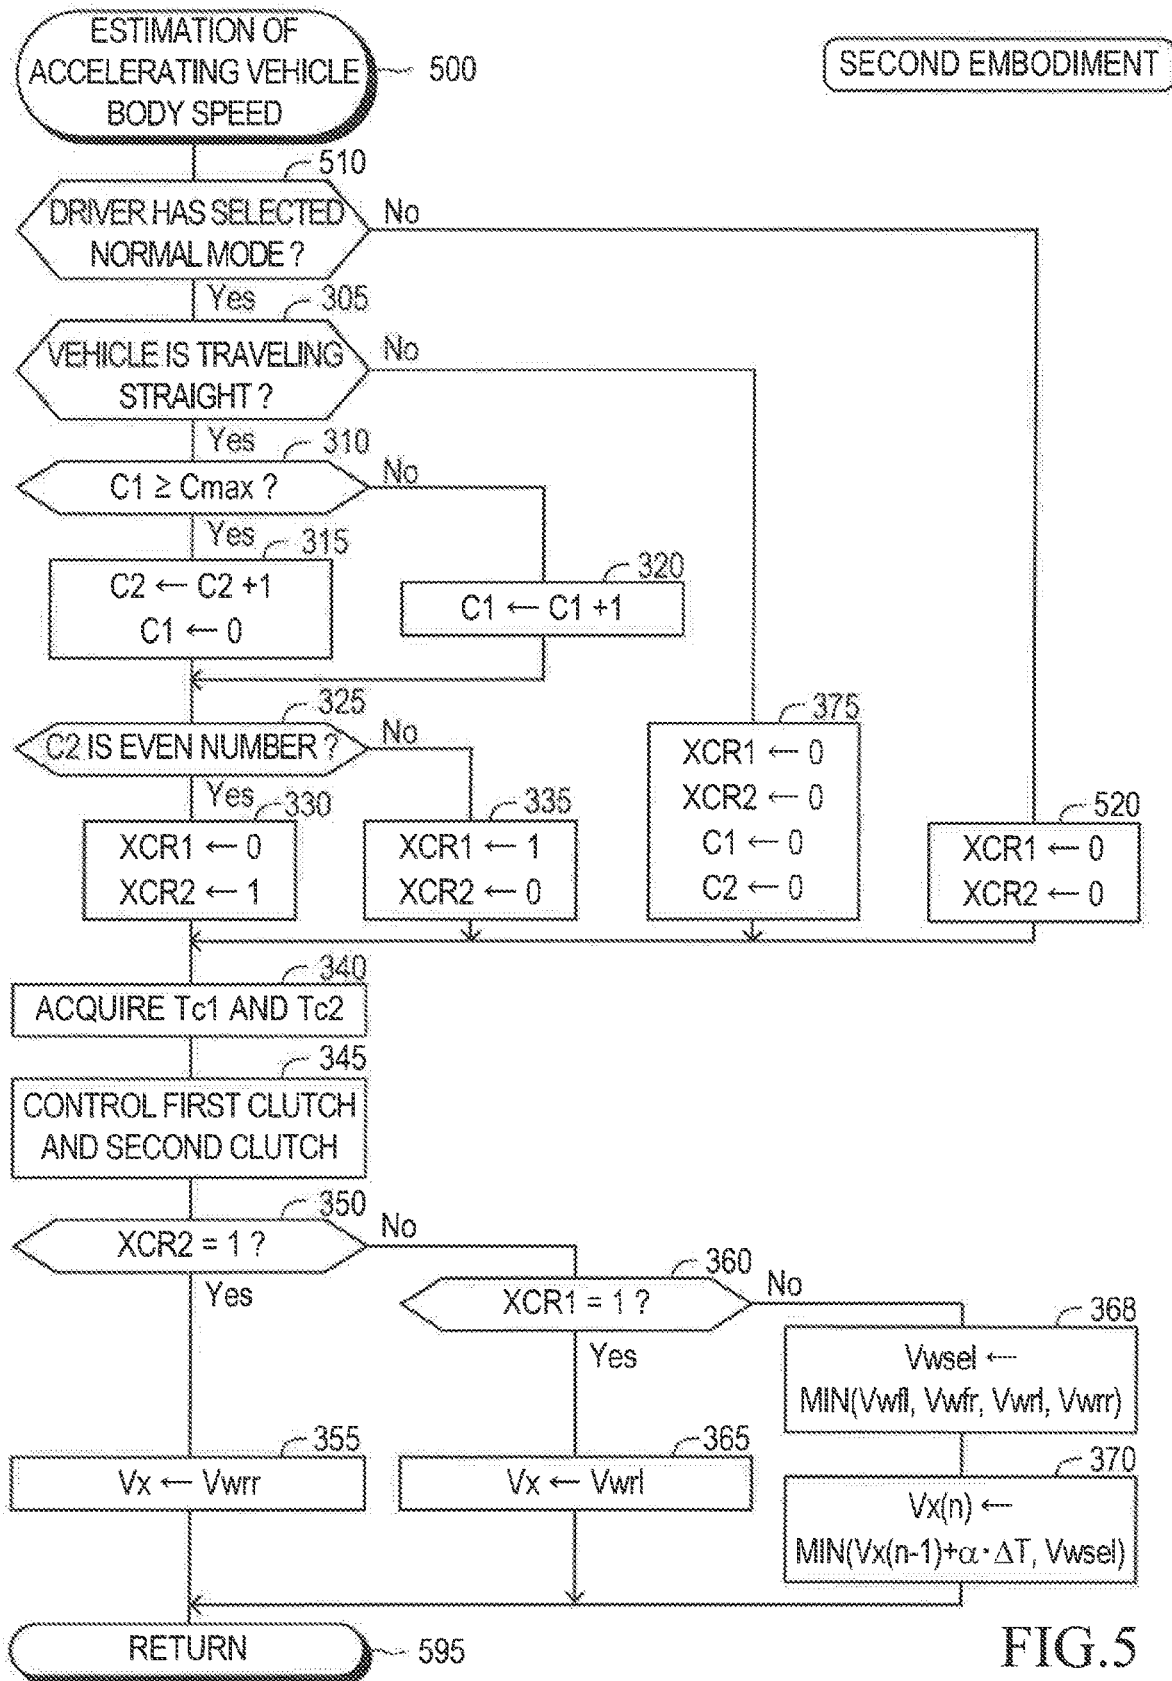 ESTIMATION OF
ACCELERATING VEHICLE
BODY SPEED
500
SECOND EMBODIMENT
510
DRIVER HAS SELECTED
NORMAL MODE ?
No
Yes
305
VEHICLE IS TRAVELING
STRAIGHT ?
No
Yes
310
C1 ≥ Cmax ?
No
Yes
315
C2 ← C2 +1
C1 ← 0
320
C1 ← C1 +1
325
C2 IS EVEN NUMBER ?
No
Yes
330
XCR1 ← 0
XCR2 ← 1
335
XCR1 ← 1
XCR2 ← 0
375
XCR1 ← 0
XCR2 ← 0
C1 ← 0
C2 ← 0
520
XCR1 ← 0
XCR2 ← 0
340
ACQUIRE Tc1 AND Tc2
345
CONTROL FIRST CLUTCH
AND SECOND CLUTCH
350
XCR2 = 1 ?
No
Yes
360
XCR1 = 1 ?
No
Yes
368
Vwsel ←
MIN(Vwfl, Vwfr, Vwrl, Vwrr)
355
Vx ← Vwrr
365
Vx ← Vwrl
370
Vx(n) ←
MIN(Vx(n-1)+α·ΔT, Vwsel)
RETURN
595
FIG.5